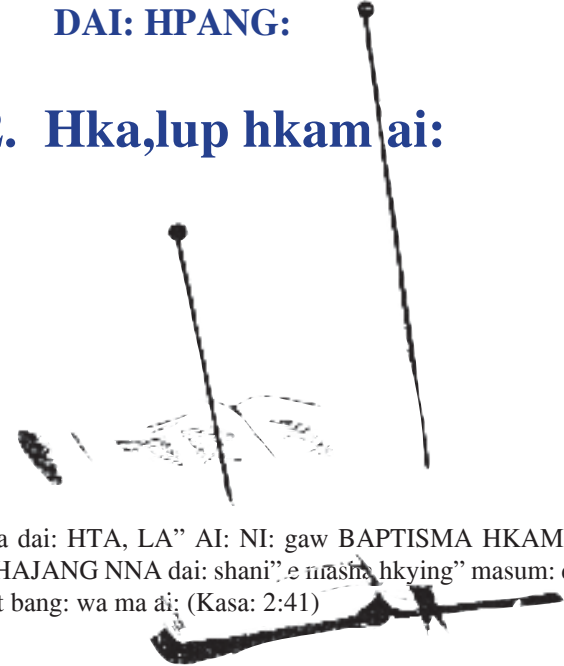 DAI: HPANG:
2. Hka,lup hkam ai:
a dai: HTA, LA” AI: NI: gaw BAPTISMA HKAM
HAJANG NNA dai: shani” e masha hkying” masum:
t bang: wa ma ai: (Kasa: 2:41)